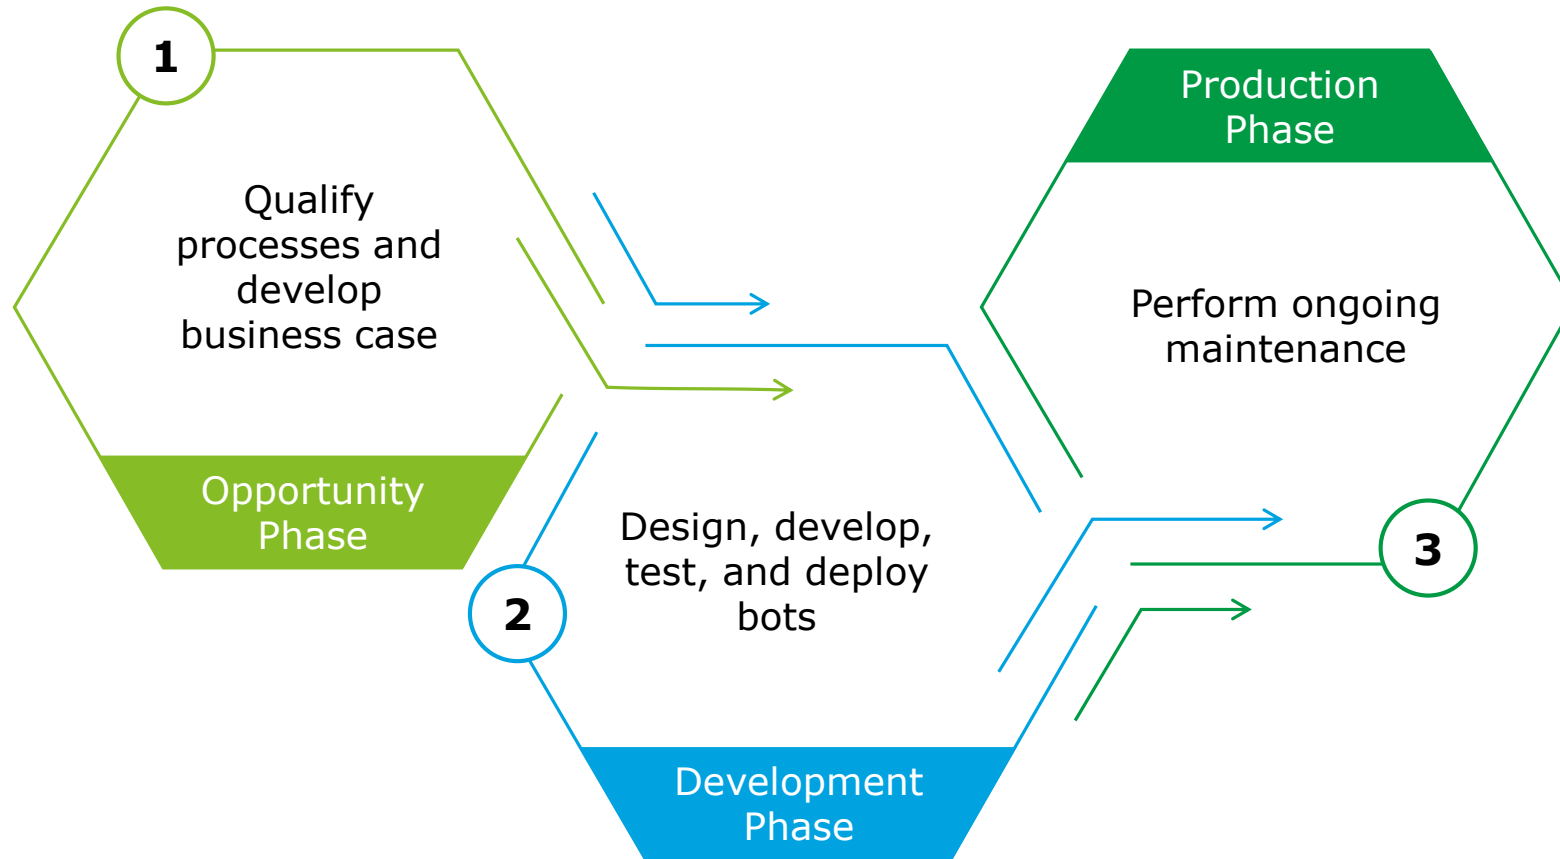 1
Qualify
processes and
develop
business case
Opportunity
Phase
2
Design, develop,
test, and deploy
bots
Development
Phase
Production
Phase
Perform ongoing
maintenance
3